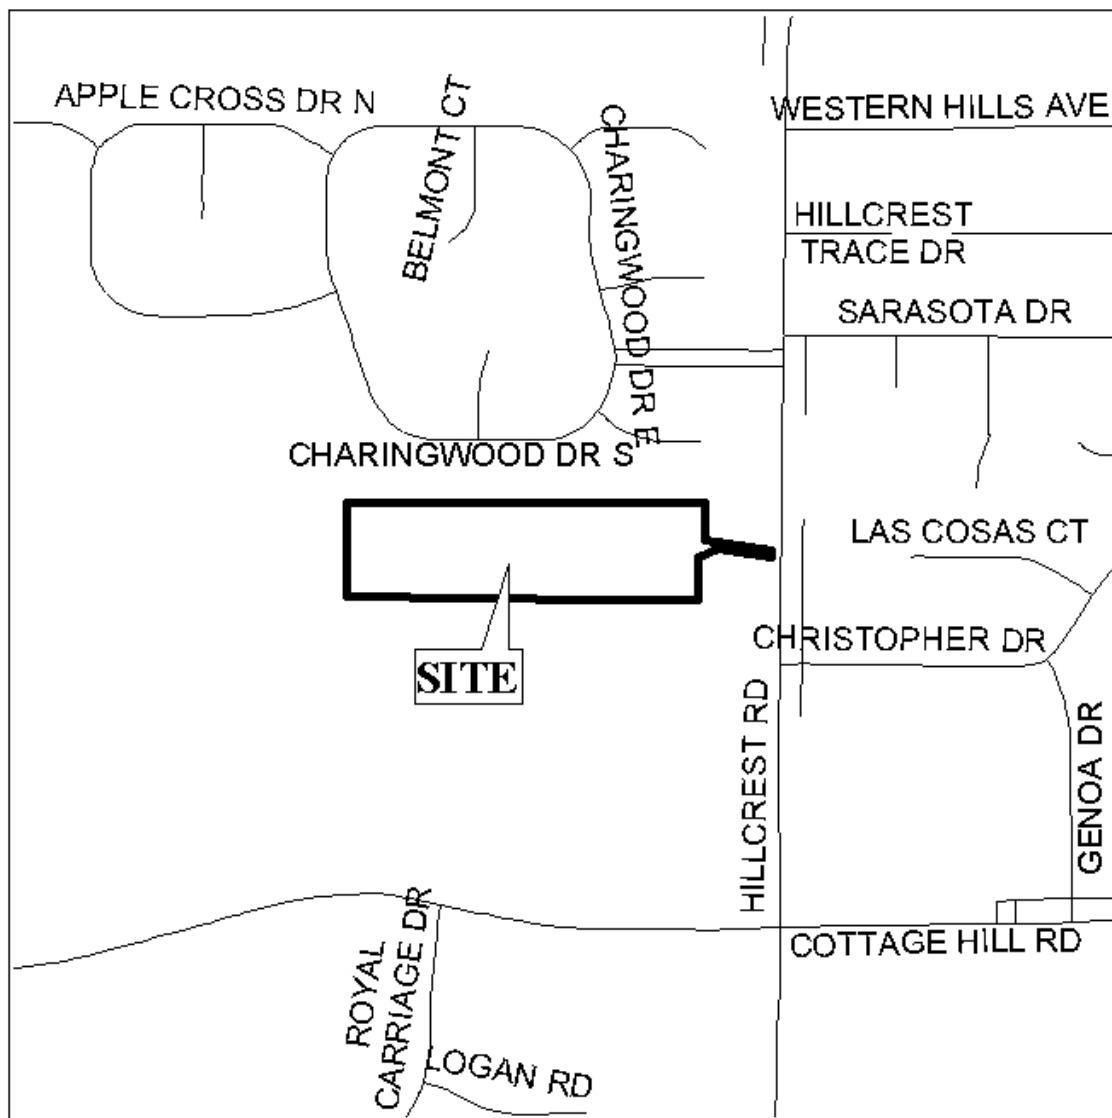 APPLE CROSS DR N
BELMONT CT
CHARINGWOOD DR E
WESTERN HILLS AVE
HILLCREST
TRACE DR
SARASOTA DR
CHARINGWOOD DR S
LAS COSAS CT
CHRISTOPHER DR
SITE
HILLCREST RD
GENOA DR
COTTAGE HILL RD
ROYAL
CARRIAGE DR
LOGAN RD